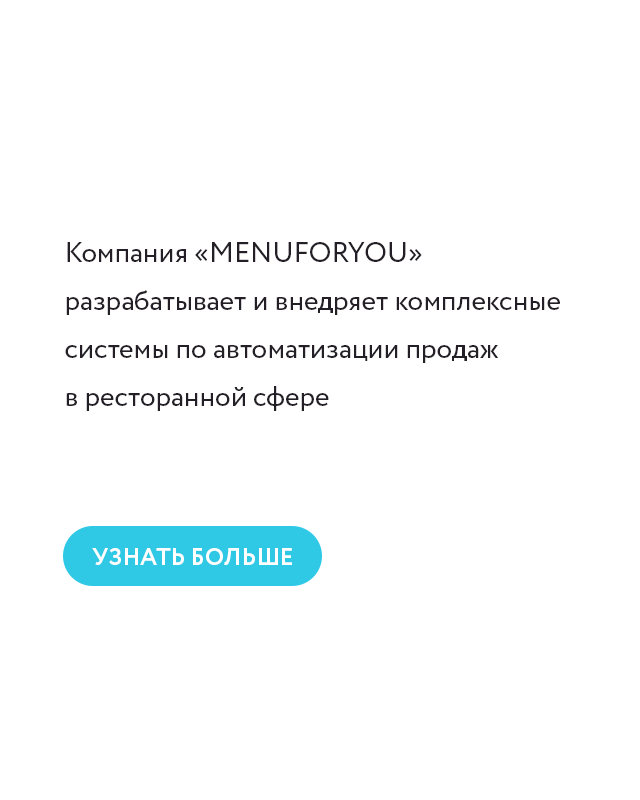 Компания «MENUFORYOU»
разрабатывает и внедряет комплексные
системы по автоматизации продаж
в ресторанной сфере
УЗНАТЬ БОЛЬШЕ